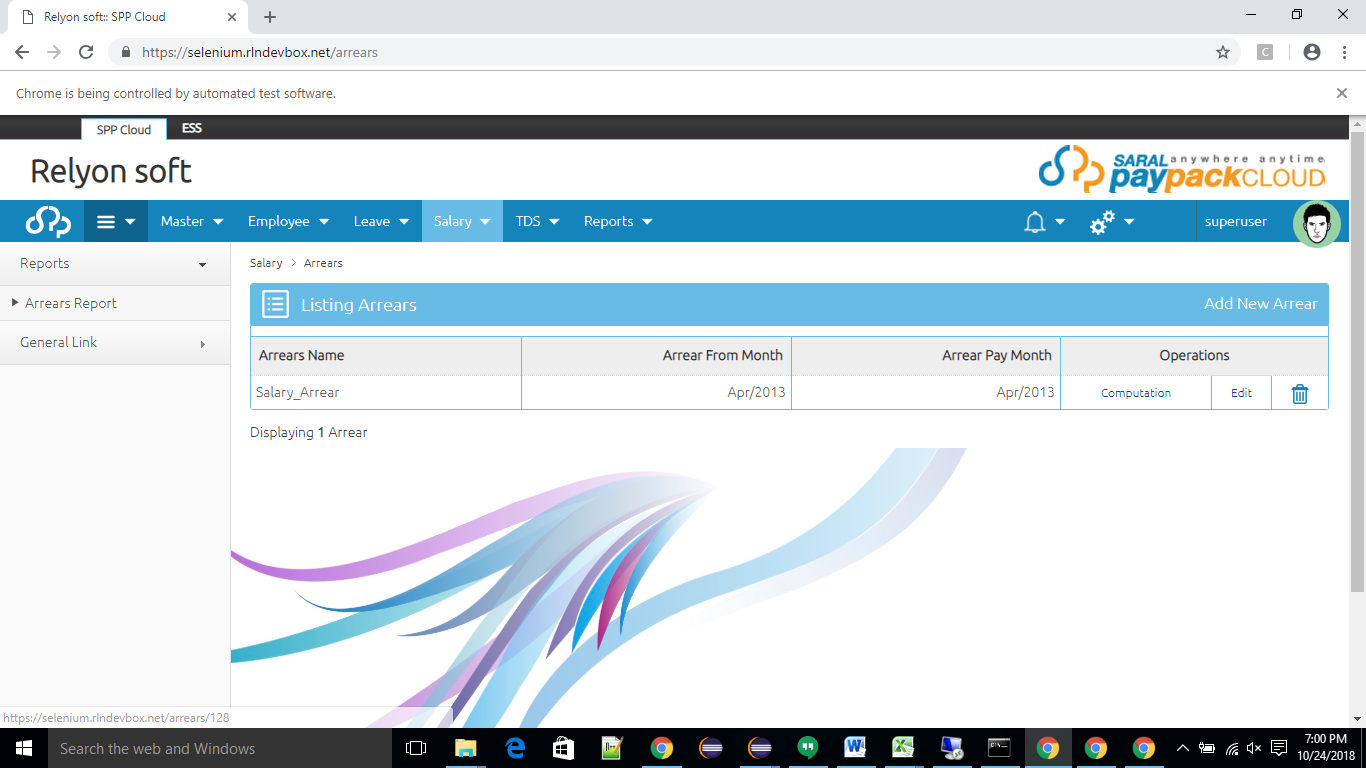 Relyon soft:: SPP Cloud
https://selenium.rlndevbox.net/arrears
C
Chrome is being controlled by automated test software.
SPP Cloud ESS
Relyon soft
SARAL anywhere anytime
paypackCLOUD
Master Employee Leave Salary TDS Reports superuser
Reports
Salary > Arrears
Arrears Report
Listing Arrears Add New Arrear
General Link
Arrears Name Arrear From Month Arrear Pay Month Operations
Salary_Arrear Apr/2013 Apr/2013 Computation Edit
Displaying 1 Arrear
https://selenium.rlndevbox.net/arrears/128
Search the web and Windows
7:00 PM
10/24/2018